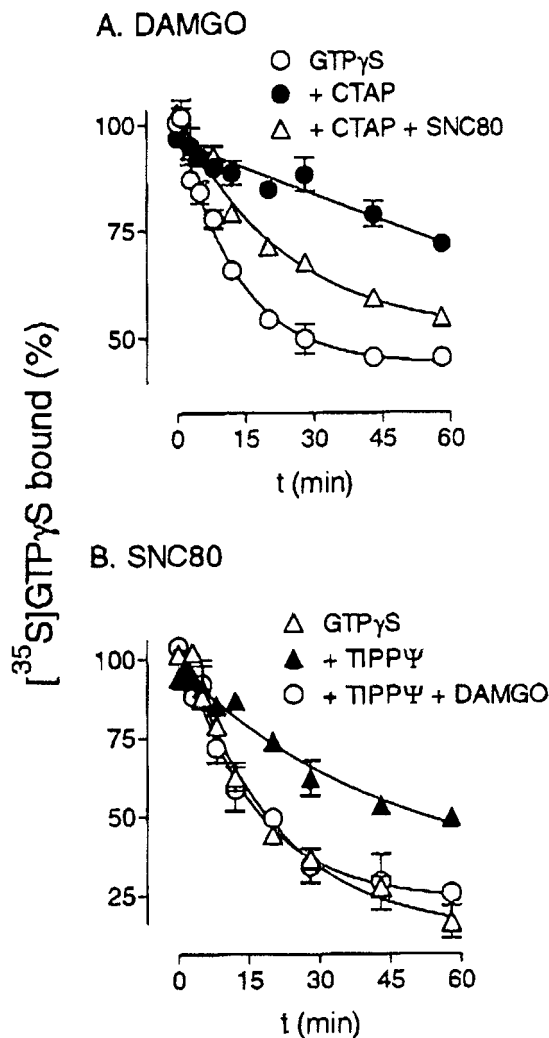 A. DAMGO
GTPγS
+ CTAP
+ CTAP + SNC80
100
75
50
0 15 30 45 60
t (min)
[³⁵S]GTPγS bound (%)
B. SNC80
GTPγS
+ TIPPΨ
+ TIPPΨ + DAMGO
100
75
50
25
0 15 30 45 60
t (min)